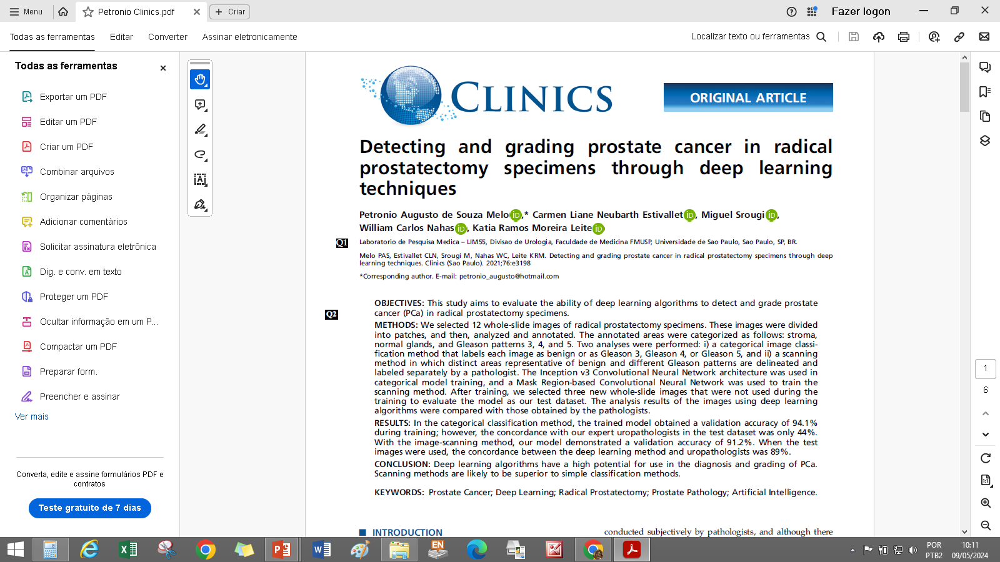 Menu
Petronio Clinics.pdf
Criar
Fazer logon
Todas as ferramentas
Editar
Converter
Assinar eletronicamente
Localizar texto ou ferramentas
Todas as ferramentas
Exportar um PDF
Editar um PDF
Criar um PDF
Combinar arquivos
Organizar páginas
Adicionar comentários
Solicitar assinatura eletrônica
Dig. e conv. em texto
Proteger um PDF
Ocultar informação em um P...
Compactar um PDF
Preparar form.
Preencher e assinar
Ver mais
Converta, edite e assine formulários PDF e
contratos
Teste gratuito de 7 dias
CLINICS
ORIGINAL ARTICLE
Detecting and grading prostate cancer in radical
prostatectomy specimens through deep learning
techniques
Petronio Augusto de Souza Melo iD,* Carmen Liane Neubarth Estivallet iD, Miguel Srougi iD,
William Carlos Nahas iD, Katia Ramos Moreira Leite iD
Q1
Laboratorio de Pesquisa Medica – LIM55, Divisao de Urologia, Faculdade de Medicina FMUSP, Universidade de Sao Paulo, Sao Paulo, SP, BR.
Melo PAS, Estivallet CLN, Srougi M, Nahas WC, Leite KRM. Detecting and grading prostate cancer in radical prostatectomy specimens through deep
learning techniques. Clinics (Sao Paulo). 2021;76:e3198
*Corresponding author. E-mail: petronio_augusto@hotmail.com
Q2
OBJECTIVES: This study aims to evaluate the ability of deep learning algorithms to detect and grade prostate
cancer (PCa) in radical prostatectomy specimens.
METHODS: We selected 12 whole-slide images of radical prostatectomy specimens. These images were divided
into patches, and then, analyzed and annotated. The annotated areas were categorized as follows: stroma,
normal glands, and Gleason patterns 3, 4, and 5. Two analyses were performed: i) a categorical image classi-
fication method that labels each image as benign or as Gleason 3, Gleason 4, or Gleason 5, and ii) a scanning
method in which distinct areas representative of benign and different Gleason patterns are delineated and
labeled separately by a pathologist. The Inception v3 Convolutional Neural Network architecture was used in
categorical model training, and a Mask Region-based Convolutional Neural Network was used to train the
scanning method. After training, we selected three new whole-slide images that were not used during the
training to evaluate the model as our test dataset. The analysis results of the images using deep learning
algorithms were compared with those obtained by the pathologists.
RESULTS: In the categorical classification method, the trained model obtained a validation accuracy of 94.1%
during training; however, the concordance with our expert uropathologists in the test dataset was only 44%.
With the image-scanning method, our model demonstrated a validation accuracy of 91.2%. When the test
images were used, the concordance between the deep learning method and uropathologists was 89%.
CONCLUSION: Deep learning algorithms have a high potential for use in the diagnosis and grading of PCa.
Scanning methods are likely to be superior to simple classification methods.
KEYWORDS: Prostate Cancer; Deep Learning; Radical Prostatectomy; Prostate Pathology; Artificial Intelligence.
INTRODUCTION
conducted subjectively by pathologists, and although there
1
6
1:1
EN
POR
PTB2
10:11
09/05/2024